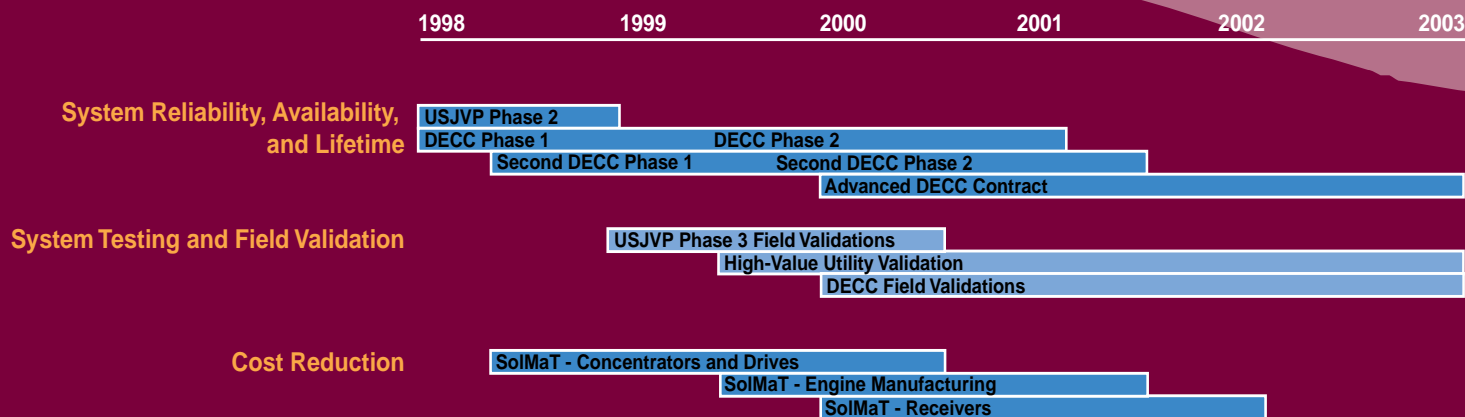 1998 1999 2000 2001 2002 2003
System Reliability, Availability,
and Lifetime
USJVP Phase 2
DECC Phase 1 DECC Phase 2
Second DECC Phase 1 Second DECC Phase 2
Advanced DECC Contract
System Testing and Field Validation
USJVP Phase 3 Field Validations
High-Value Utility Validation
DECC Field Validations
Cost Reduction
SolMaT - Concentrators and Drives
SolMaT - Engine Manufacturing
SolMaT - Receivers